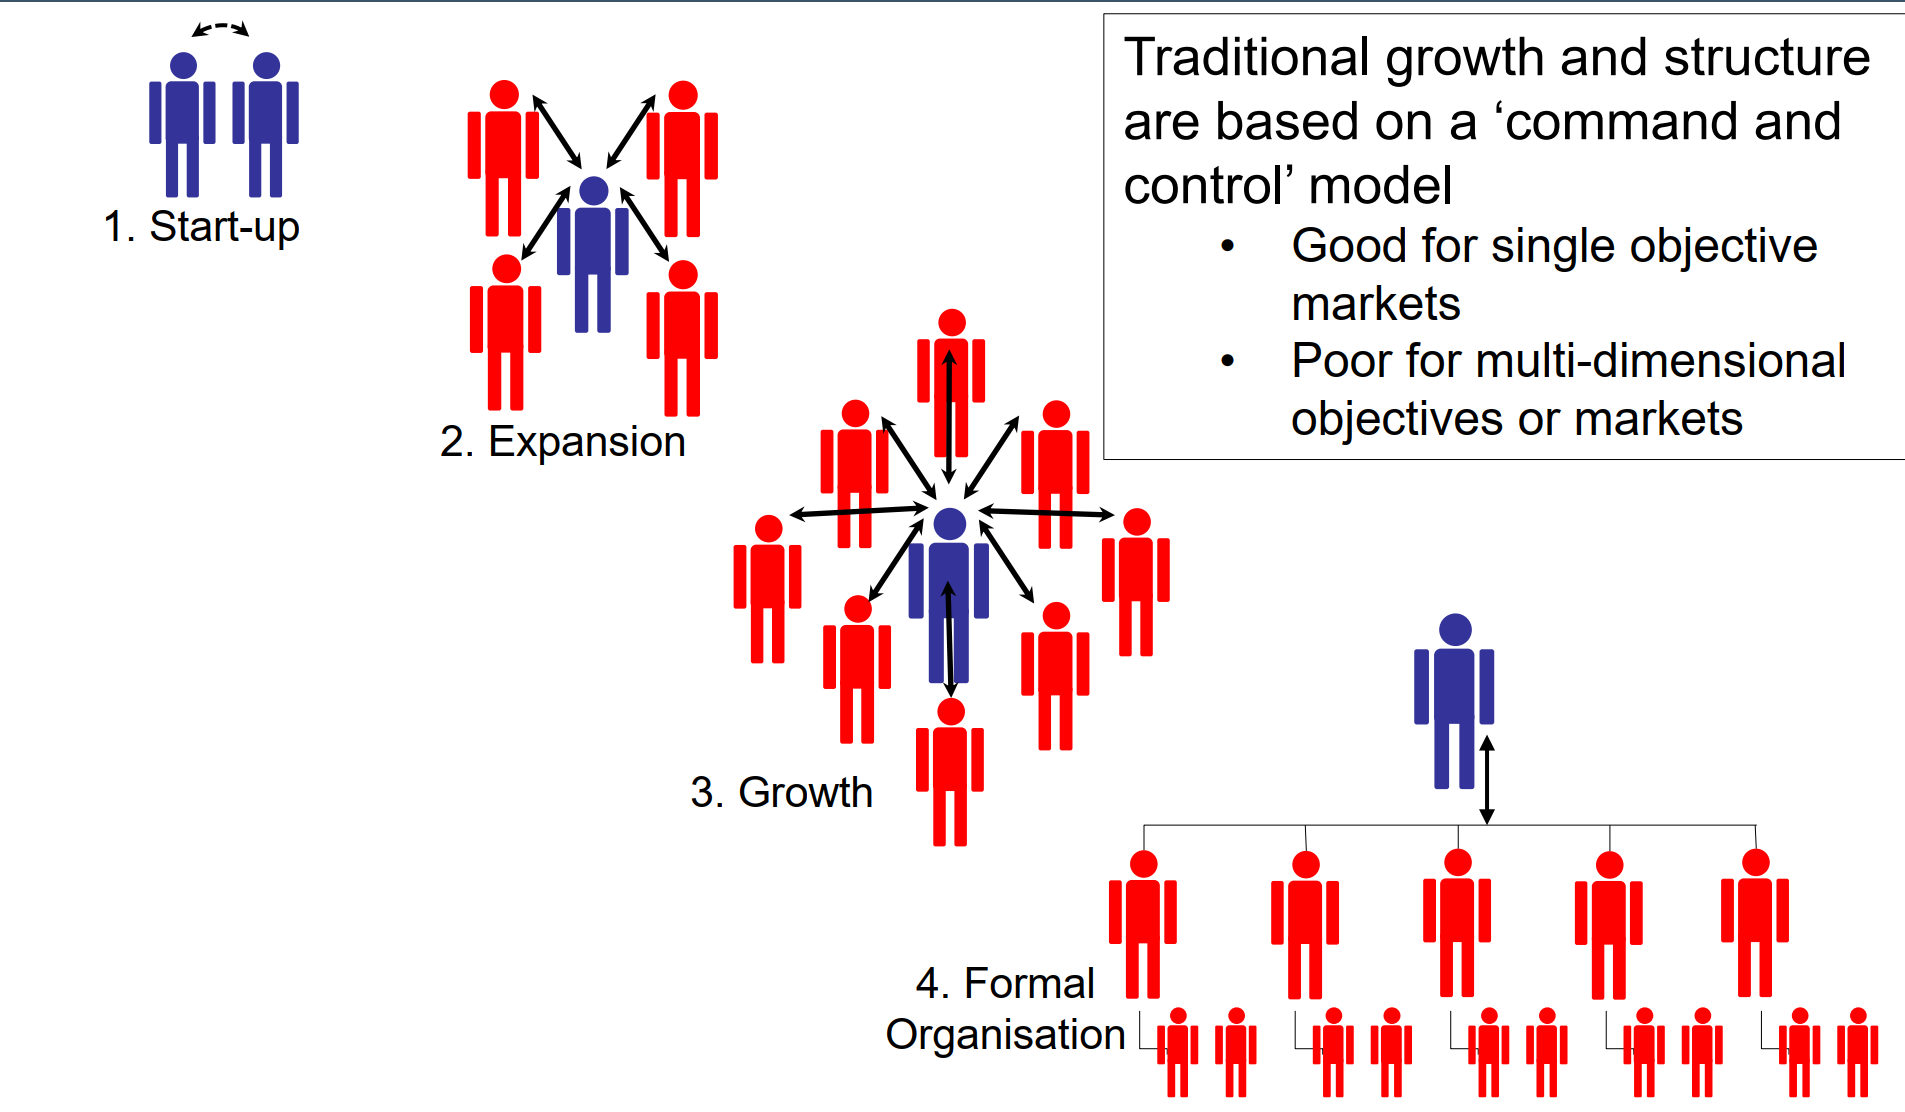 1. Start-up
2. Expansion
3. Growth
4. Formal
Organisation
Traditional growth and structure
are based on a ‘command and
control’ model
• Good for single objective
markets
• Poor for multi-dimensional
objectives or markets